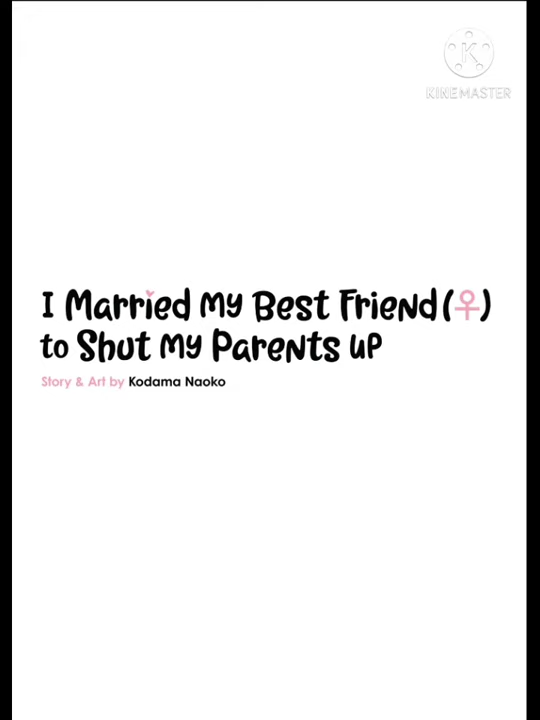 K
KINEMASTER
I Married My Best Friend(♀)
to Shut My Parents Up
Story & Art by Kodama Naoko